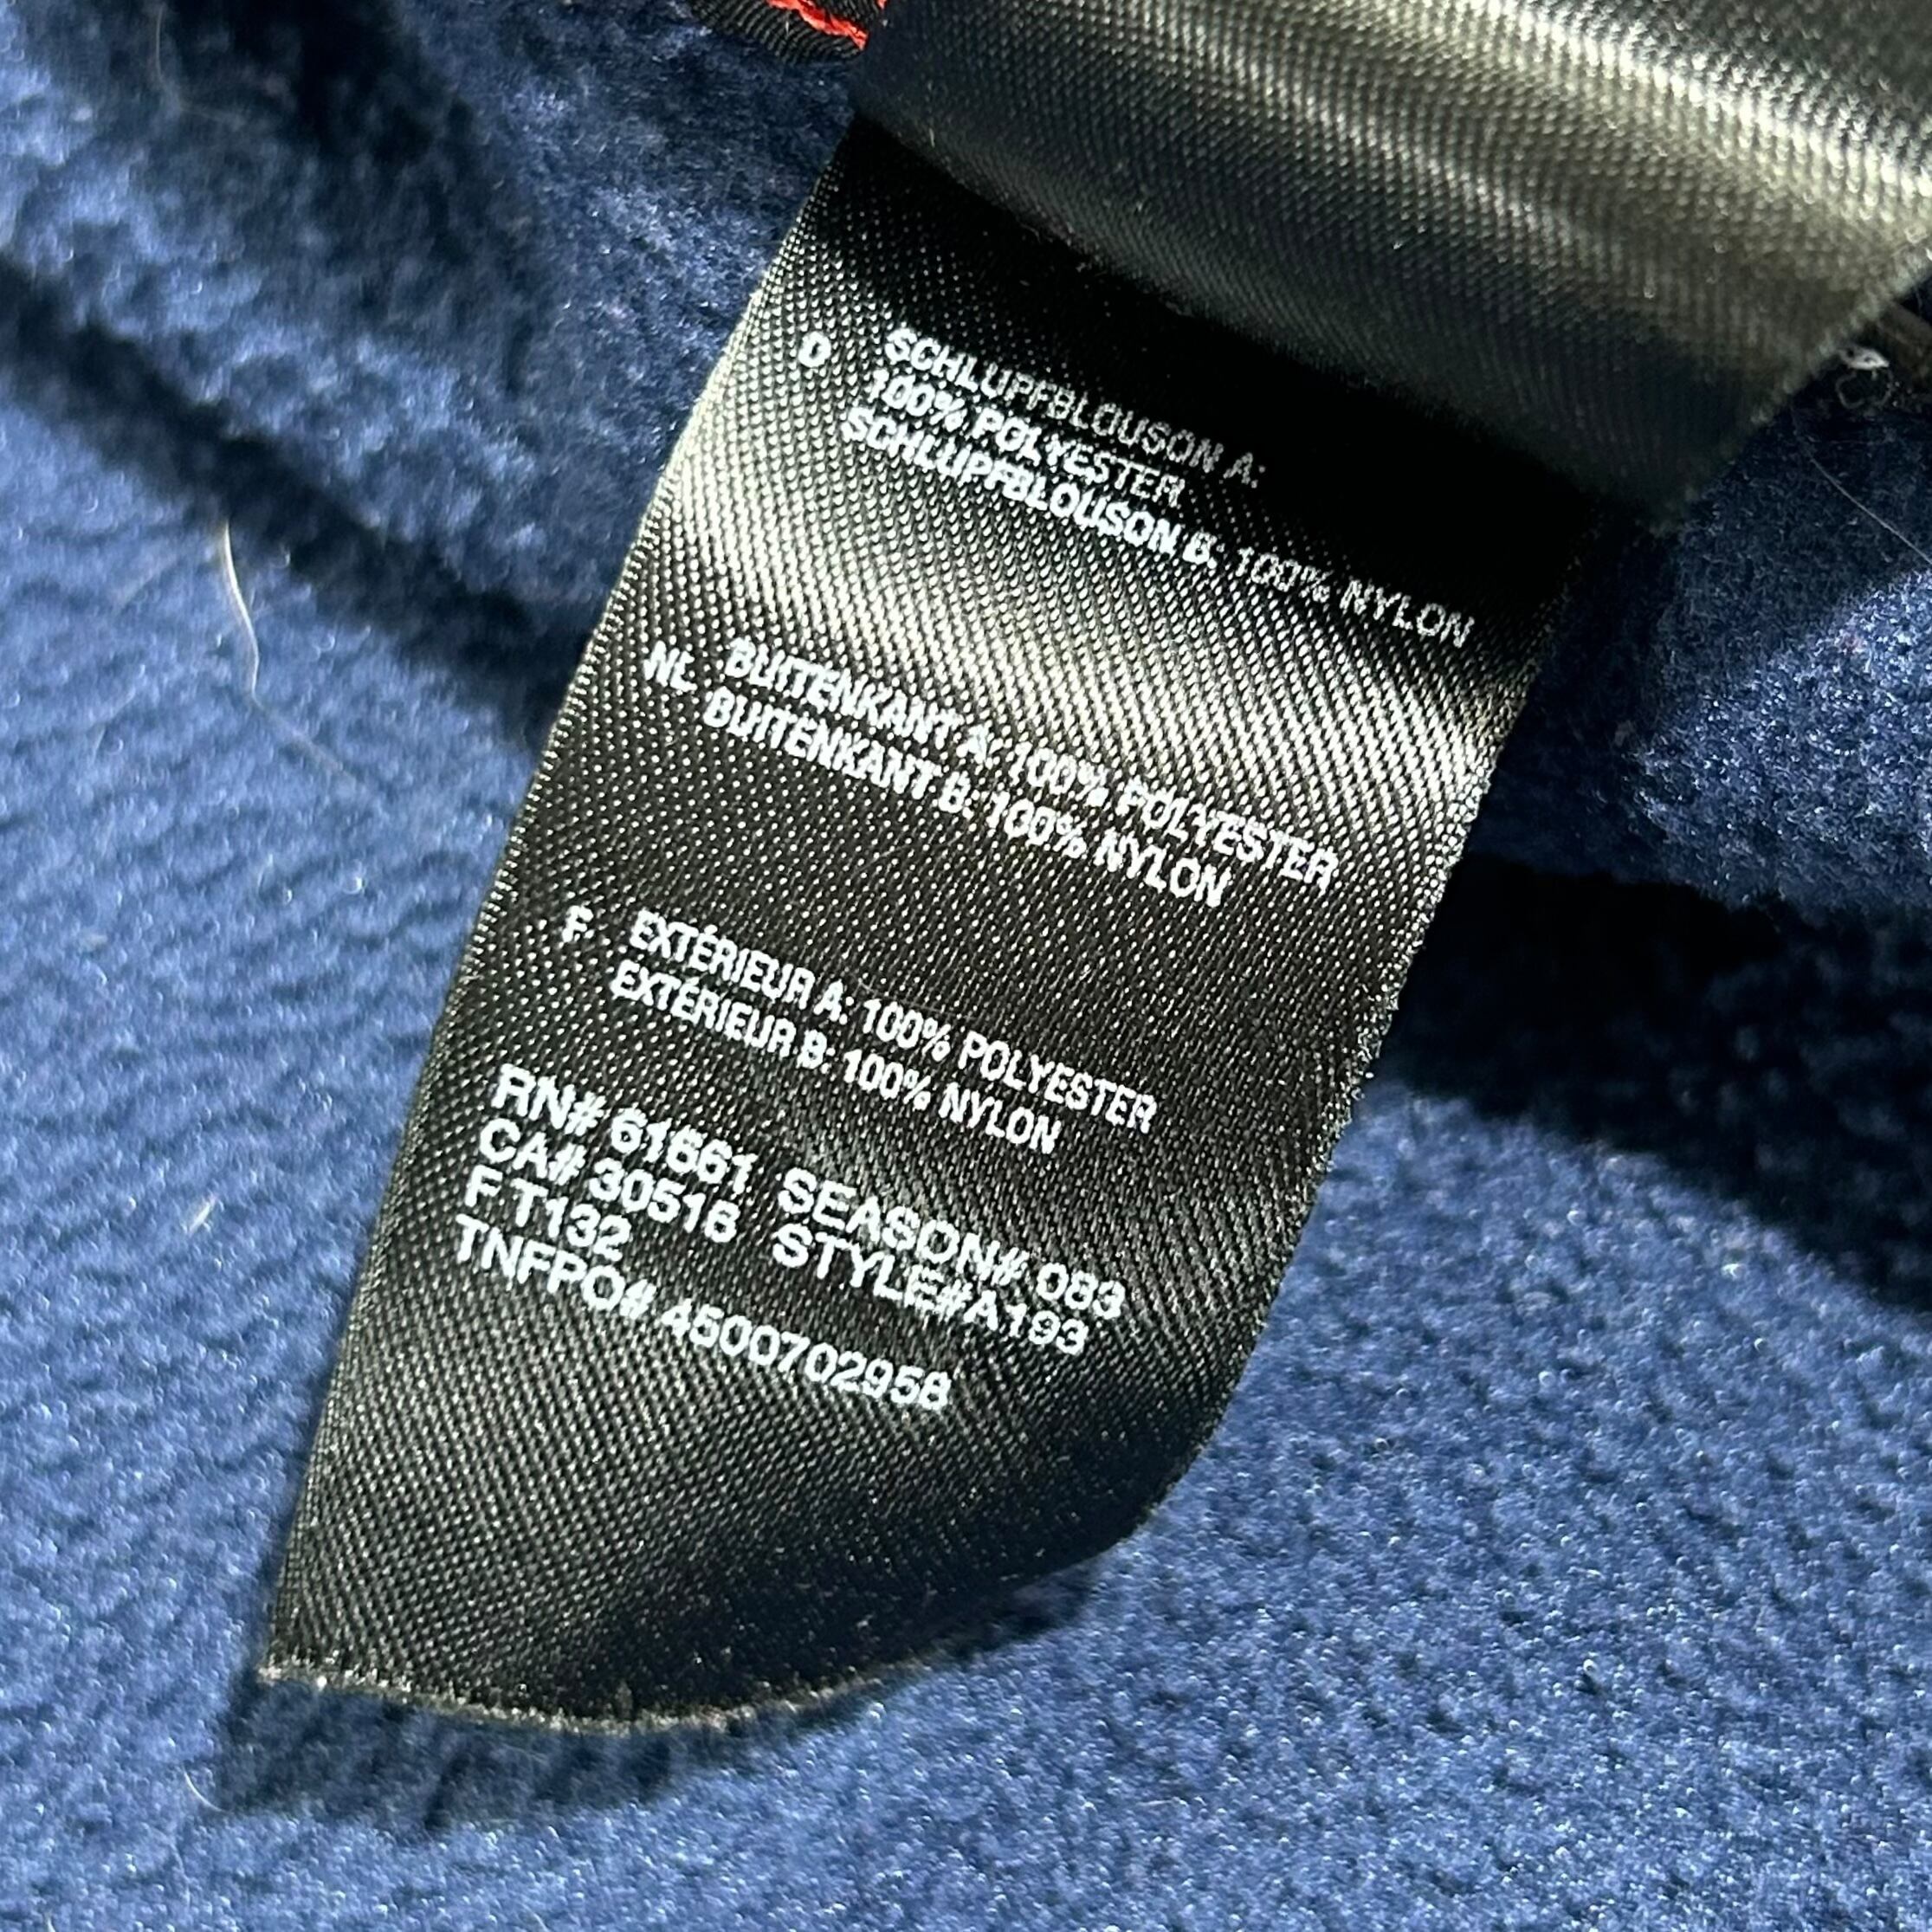 D SCHLUPFBLOUSON A:
100% POLYESTER
SCHLUPFBLOUSON B: 100% NYLON
NL BUITENKANT A: 100% POLYESTER
BUITENKANT B: 100% NYLON
F EXTÉRIEUR A: 100% POLYESTER
EXTÉRIEUR B: 100% NYLON
RN# 61661 SEASON# 083
CA# 30516 STYLE#A193
FT132
TNFPO# 4500702958